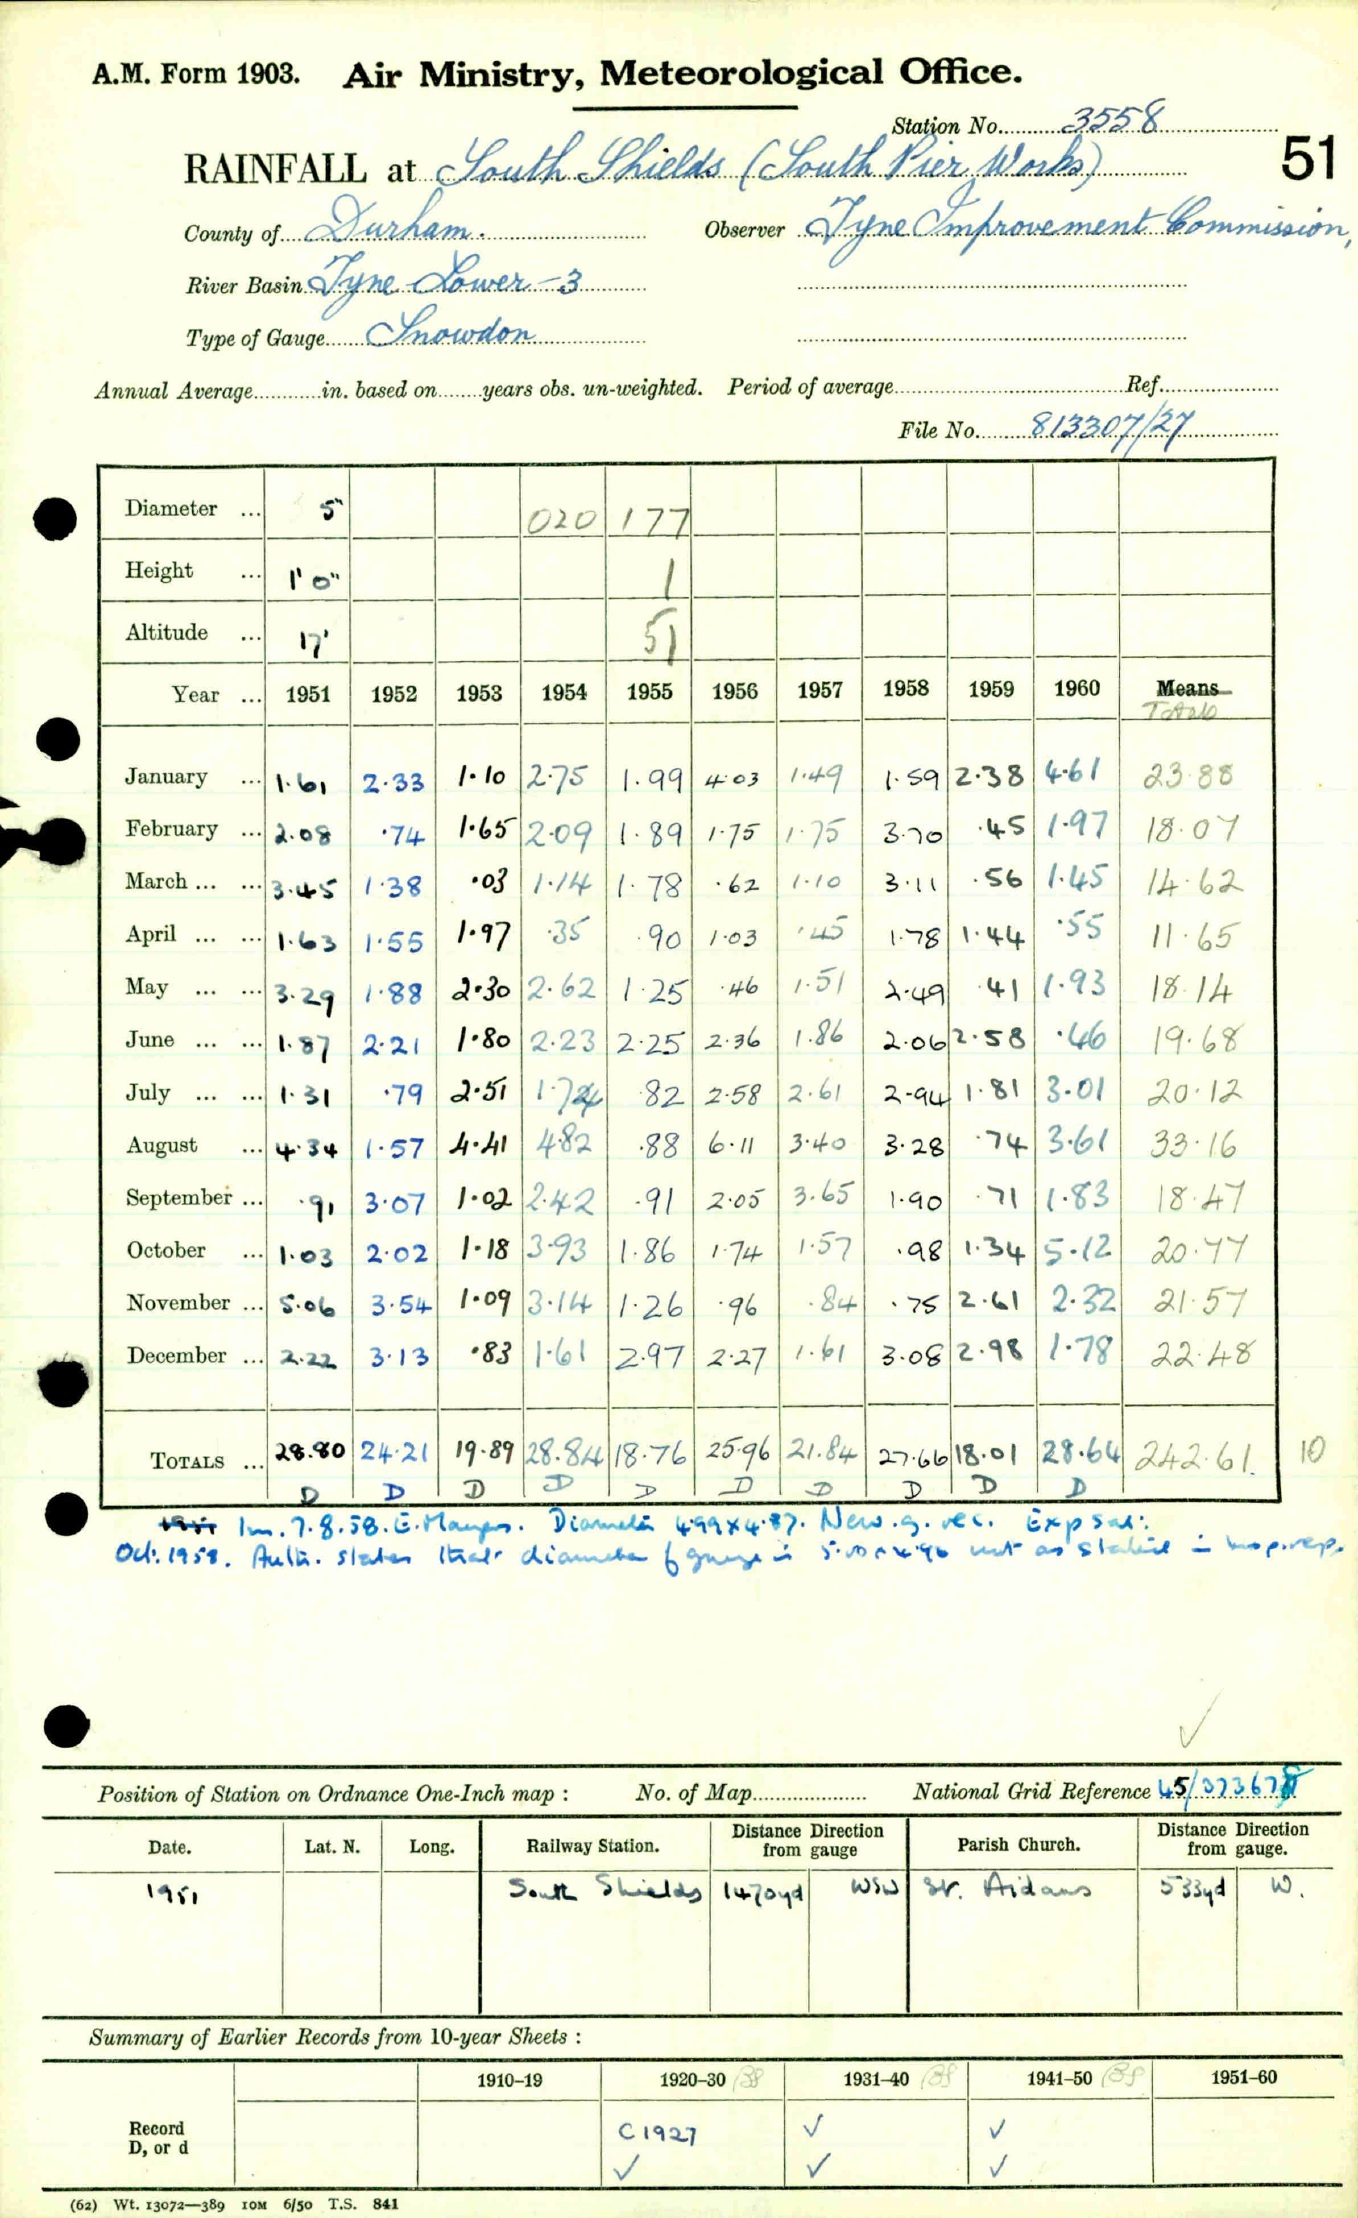 A.M. Form 1903. Air Ministry, Meteorological Office.
Station No. 3558
51
RAINFALL at South Shields (South Pier Works)
County of Durham. Observer Tyne Improvement Commission,
River Basin Tyne Lower-3
Type of Gauge Snowdon
Annual Average in. based on years obs. un-weighted. Period of average Ref.
File No. 813307/27
Diameter ... 5" 020 177
Height ... 1' 0" 1
Altitude ... 17' 51
Year ... 1951 1952 1953 1954 1955 1956 1957 1958 1959 1960 Means
Totals
January ... 1.61 2.33 1.10 2.75 1.99 4.03 1.49 1.59 2.38 4.61 23.88
February ... 2.08 .74 1.65 2.09 1.89 1.75 1.75 3.70 .45 1.97 18.07
March ... ... 3.45 1.38 .03 1.14 1.78 .62 1.10 3.11 .56 1.45 14.62
April ... ... 1.63 1.55 1.97 .35 .90 1.03 .45 1.78 1.44 .55 11.65
May ... ... 3.29 1.88 2.30 2.62 1.25 .46 1.51 2.49 .41 1.93 18.14
June ... ... 1.87 2.21 1.80 2.23 2.25 2.36 1.86 2.06 2.58 .46 19.68
July ... ... 1.31 .79 2.51 1.74 .82 2.58 2.61 2.94 1.81 3.01 20.12
August ... 4.34 1.57 4.41 4.82 .88 6.11 3.40 3.28 .74 3.61 33.16
September ... .91 3.07 1.02 2.42 .91 2.05 3.65 1.90 .71 1.83 18.47
October ... 1.03 2.02 1.18 3.93 1.86 1.74 1.57 .98 1.34 5.12 20.77
November ... 5.06 3.54 1.09 3.14 1.26 .96 .84 .75 2.61 2.32 21.57
December ... 2.22 3.13 .83 1.61 2.97 2.27 1.61 3.08 2.98 1.78 22.48
TOTALS ... 28.80 24.21 19.89 28.84 18.76 25.96 21.84 27.66 18.01 28.64 242.61 10
D D D D D D D D D D
1951 In. 7.8.58. E. Diameter 4.99 x 4.97. New g. rec. Exp sat:
Oct. 1958. Auth. states that diameter of gauge is 5.00 x 4.96 not as stated in insp. rep.
Position of Station on Ordnance One-Inch map : No. of Map National Grid Reference 45/37367
Date. Lat. N. Long. Railway Station. Distance Direction from gauge Parish Church. Distance Direction from gauge.
1951 South Shields 1470yd WSW St. Aidans 533yd W.
Summary of Earlier Records from 10-year Sheets :
1910–19 1920–30 1931–40 1941–50 1951–60
Record C1927 ✓ ✓
D, or d ✓ ✓ ✓
(62) Wt. 13072—389 10M 6/50 T.S. 841